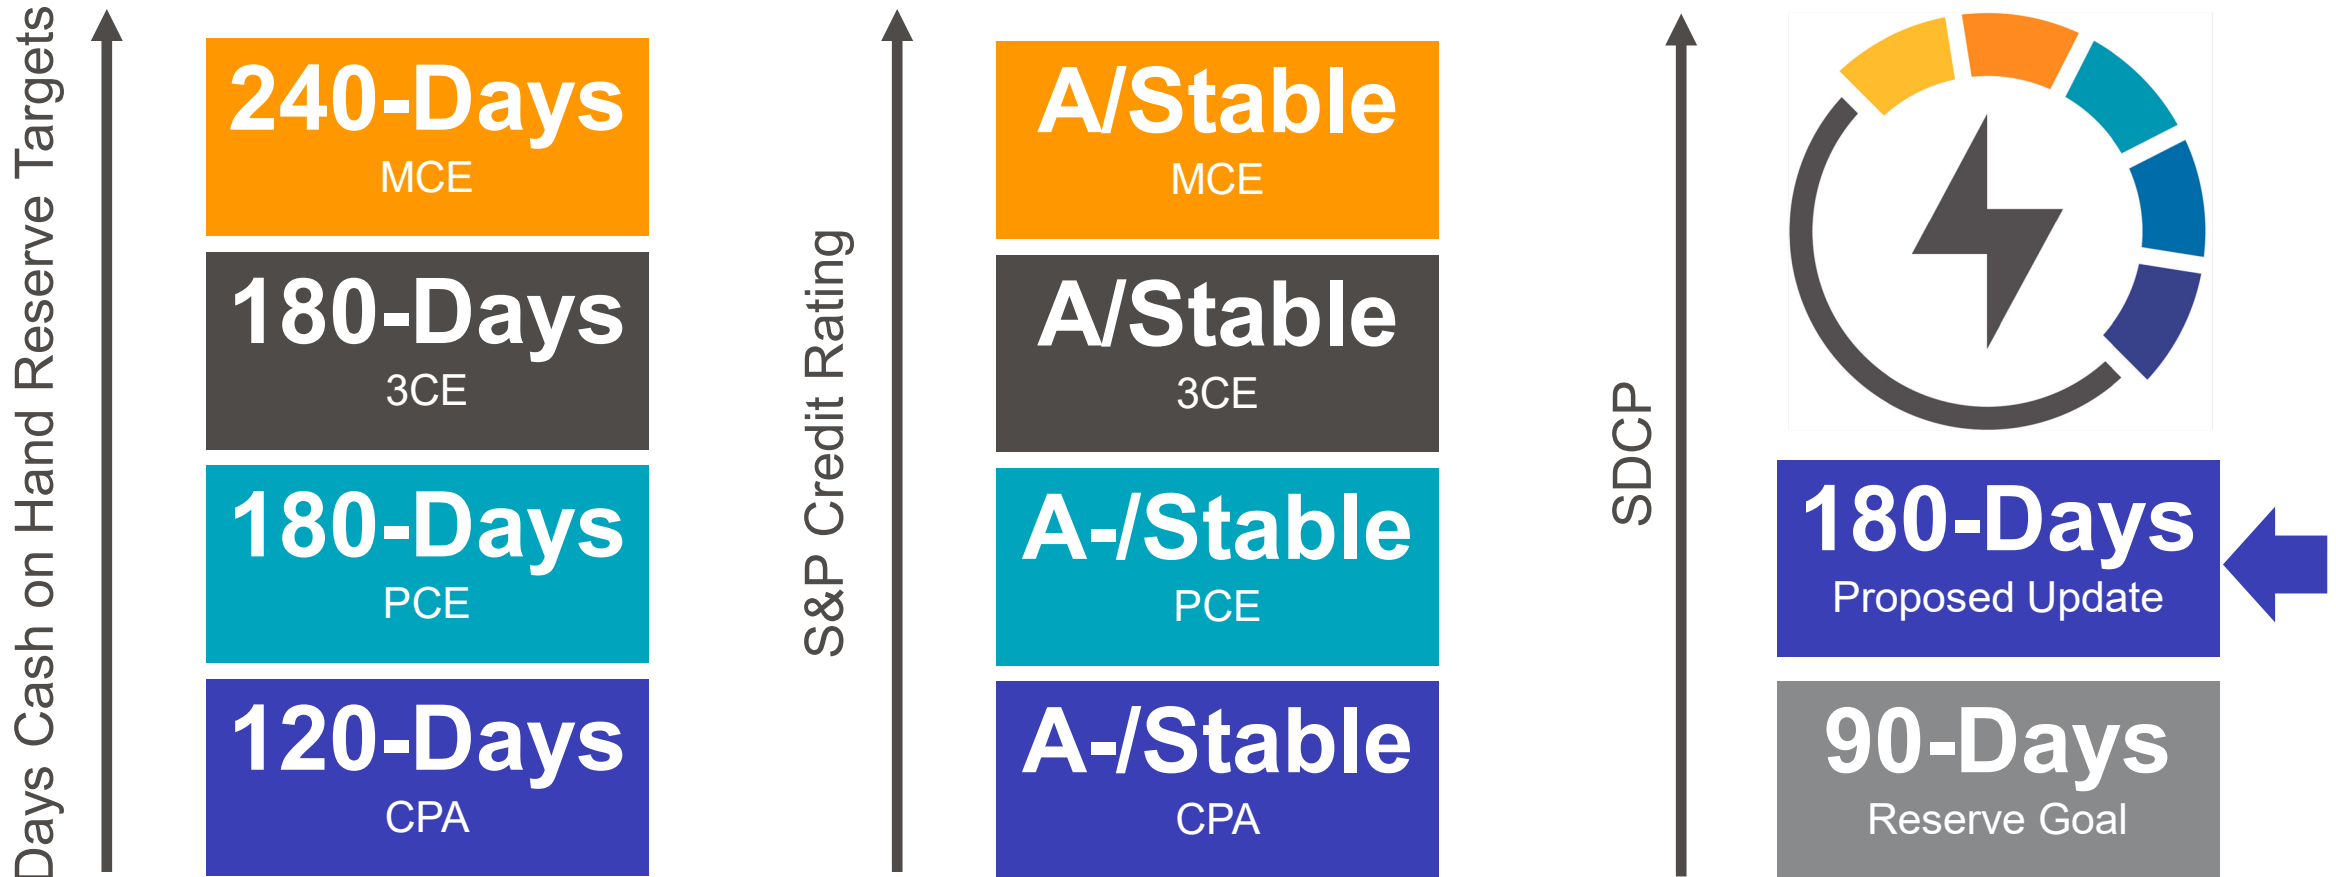 Days Cash on Hand Reserve Targets
240-Days
MCE
180-Days
3CE
180-Days
PCE
120-Days
CPA
S&P Credit Rating
A/Stable
MCE
A/Stable
3CE
A-/Stable
PCE
A-/Stable
CPA
SDCP
180-Days
Proposed Update
90-Days
Reserve Goal